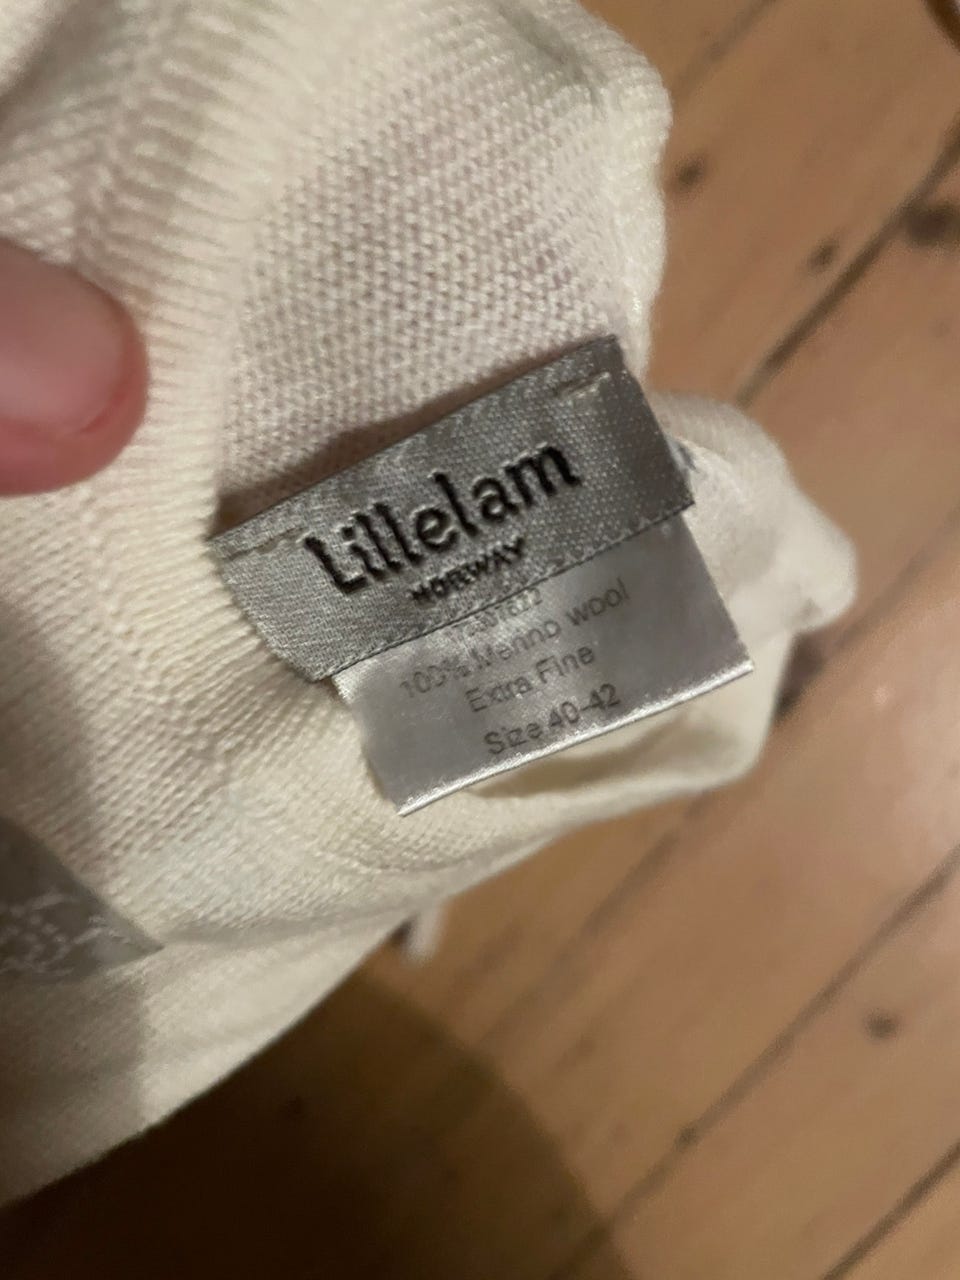 Lillelam
NORWAY
100% Merino wool
Extra Fine
Size 40-42